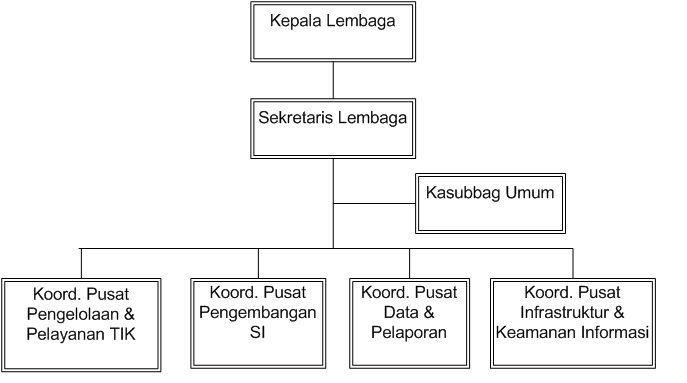 Kepala Lembaga
Sekretaris Lembaga
Kasubbag Umum
Koord. Pusat
Pengelolaan &
Pelayanan TIK
Koord. Pusat
Pengembangan
SI
Koord. Pusat
Data &
Pelaporan
Koord. Pusat
Infrastruktur &
Keamanan Informasi